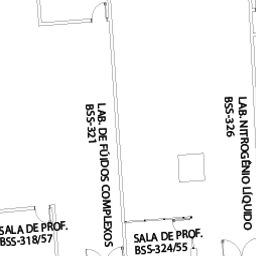 LAB. DE FÚIDOS COMPLEXOS
BSS-321
LAB. NITROGÊNIO LÍQUIDO
BSS-326
SALA DE PROF.
BSS-318/57
SALA DE PROF.
BSS-324/55